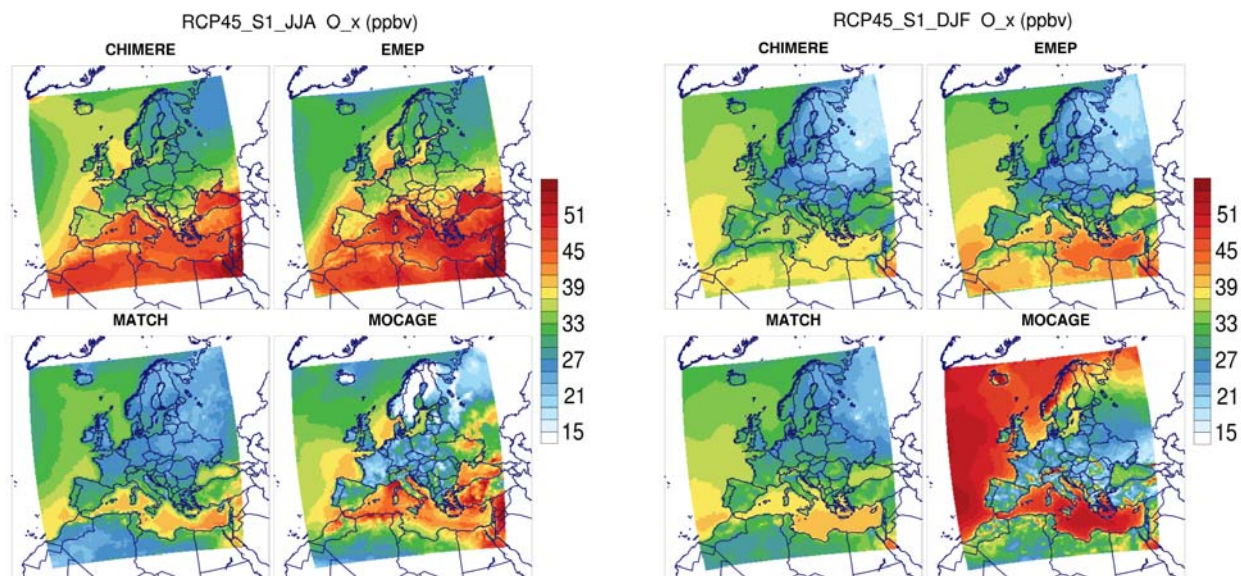 RCP45_S1_JJA O_x (ppbv)
CHIMERE EMEP
MATCH MOCAGE
51
45
39
33
27
21
15
RCP45_S1_DJF O_x (ppbv)
CHIMERE EMEP
MATCH MOCAGE
51
45
39
33
27
21
15